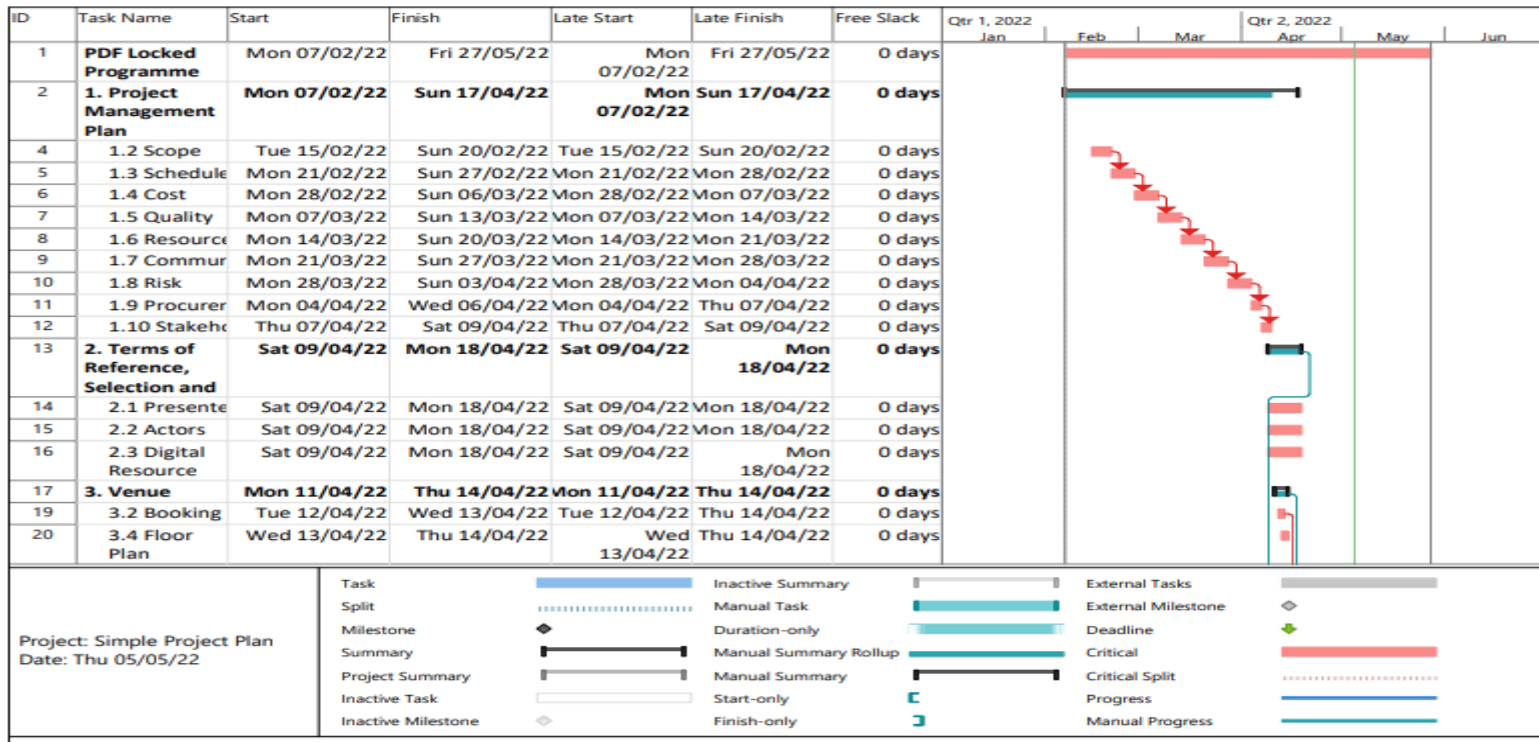 ID Task Name Start Finish Late Start Late Finish Free Slack Qtr 1, 2022 Qtr 2, 2022
Jan Feb Mar Apr May Jun
1 PDF Locked Mon 07/02/22 Fri 27/05/22 Mon Fri 27/05/22 0 days
Programme 07/02/22
2 1. Project Mon 07/02/22 Sun 17/04/22 Mon Sun 17/04/22 0 days
Management 07/02/22
Plan
4 1.2 Scope Tue 15/02/22 Sun 20/02/22 Tue 15/02/22 Sun 20/02/22 0 days
5 1.3 Schedule Mon 21/02/22 Sun 27/02/22 Mon 21/02/22 Mon 28/02/22 0 days
6 1.4 Cost Mon 28/02/22 Sun 06/03/22 Mon 28/02/22 Mon 07/03/22 0 days
7 1.5 Quality Mon 07/03/22 Sun 13/03/22 Mon 07/03/22 Mon 14/03/22 0 days
8 1.6 Resource Mon 14/03/22 Sun 20/03/22 Mon 14/03/22 Mon 21/03/22 0 days
9 1.7 Commur Mon 21/03/22 Sun 27/03/22 Mon 21/03/22 Mon 28/03/22 0 days
10 1.8 Risk Mon 28/03/22 Sun 03/04/22 Mon 28/03/22 Mon 04/04/22 0 days
11 1.9 Procurer Mon 04/04/22 Wed 06/04/22 Mon 04/04/22 Thu 07/04/22 0 days
12 1.10 Stakeho Thu 07/04/22 Sat 09/04/22 Thu 07/04/22 Sat 09/04/22 0 days
13 2. Terms of Sat 09/04/22 Mon 18/04/22 Sat 09/04/22 Mon 0 days
Reference, 18/04/22
Selection and
14 2.1 Presente Sat 09/04/22 Mon 18/04/22 Sat 09/04/22 Mon 18/04/22 0 days
15 2.2 Actors Sat 09/04/22 Mon 18/04/22 Sat 09/04/22 Mon 18/04/22 0 days
16 2.3 Digital Sat 09/04/22 Mon 18/04/22 Sat 09/04/22 Mon 0 days
Resource 18/04/22
17 3. Venue Mon 11/04/22 Thu 14/04/22 Mon 11/04/22 Thu 14/04/22 0 days
19 3.2 Booking Tue 12/04/22 Wed 13/04/22 Tue 12/04/22 Thu 14/04/22 0 days
20 3.4 Floor Wed 13/04/22 Thu 14/04/22 Wed Thu 14/04/22 0 days
Plan 13/04/22
Project: Simple Project Plan
Date: Thu 05/05/22
Task Inactive Summary External Tasks
Split Manual Task External Milestone
Milestone Duration-only Deadline
Summary Manual Summary Rollup Critical
Project Summary Manual Summary Critical Split
Inactive Task Start-only Progress
Inactive Milestone Finish-only Manual Progress